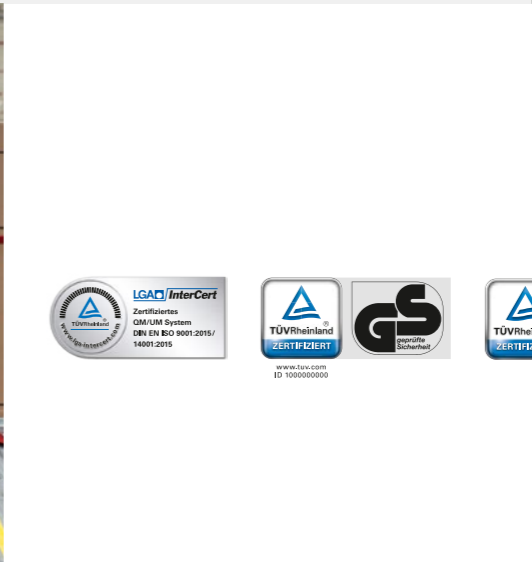 TÜVRheinland
www.lga-intercert.com
LGA InterCert
Zertifiziertes
QM/UM System
DIN EN ISO 9001:2015/
14001:2015
®
TÜVRheinland
ZERTIFIZIERT
www.tuv.com
ID 1000000000
GS
geprüfte
Sicherheit
TÜVRhei
ZERTIFIZ